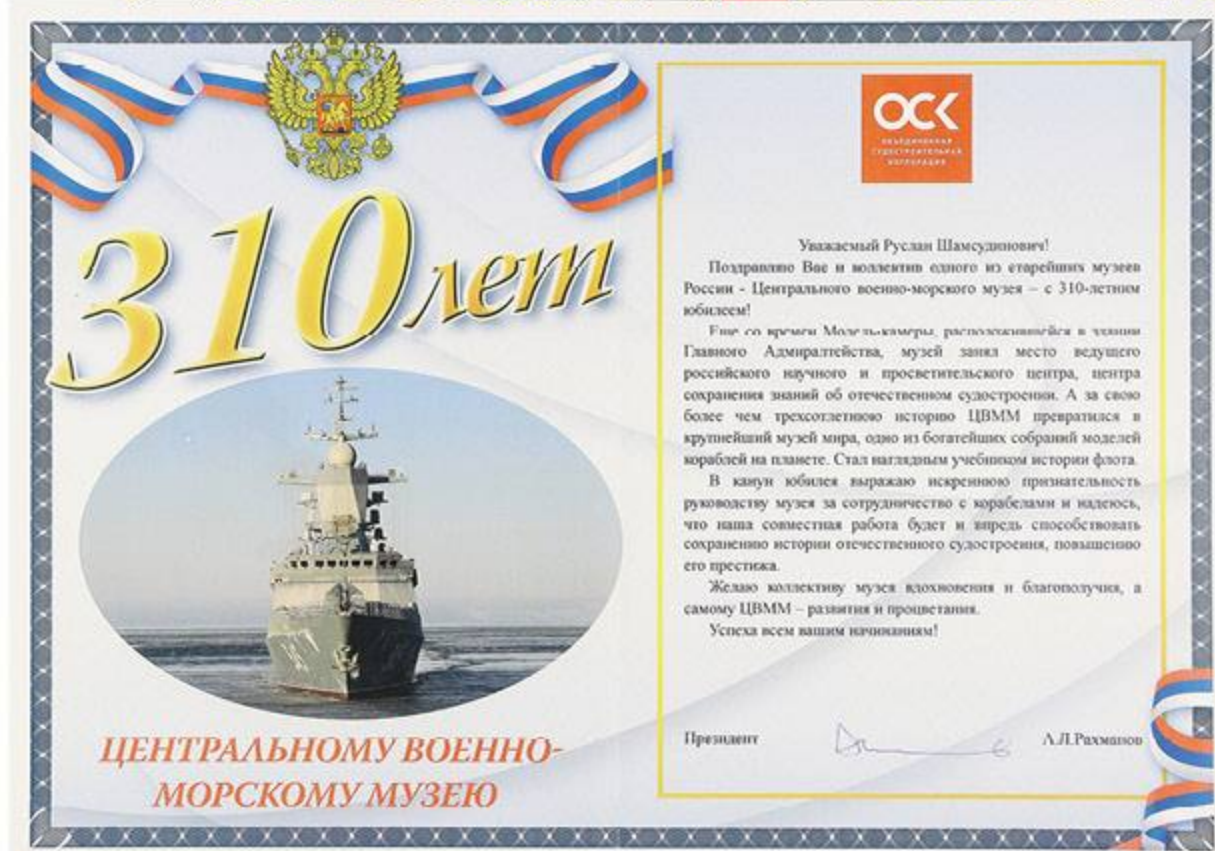 310 лет
ЦЕНТРАЛЬНОМУ ВОЕННО-
МОРСКОМУ МУЗЕЮ
ОСК
ОБЪЕДИНЕННАЯ
СУДОСТРОИТЕЛЬНАЯ
КОРПОРАЦИЯ
Уважаемый Руслан Шамсудинович!
Поздравляю Вас и коллектив одного из старейших музеев
России - Центрального военно-морского музея – с 310-летним
юбилеем!
Еще со времен Модель-камеры, расположившейся в здании
Главного Адмиралтейства, музей занял место ведущего
российского научного и просветительского центра, центра
сохранения знаний об отечественном судостроении. А за свою
более чем трехсотлетнюю историю ЦВММ превратился в
крупнейший музей мира, одно из богатейших собраний моделей
кораблей на планете. Стал наглядным учебником истории флота.
В канун юбилея выражаю искреннюю признательность
руководству музея за сотрудничество с корабелами и надеюсь,
что наша совместная работа будет и впредь способствовать
сохранению истории отечественного судостроения, повышению
его престижа.
Желаю коллективу музея вдохновения и благополучия, а
самому ЦВММ – развития и процветания.
Успеха всем вашим начинаниям!
Президент
А.Л.Рахманов